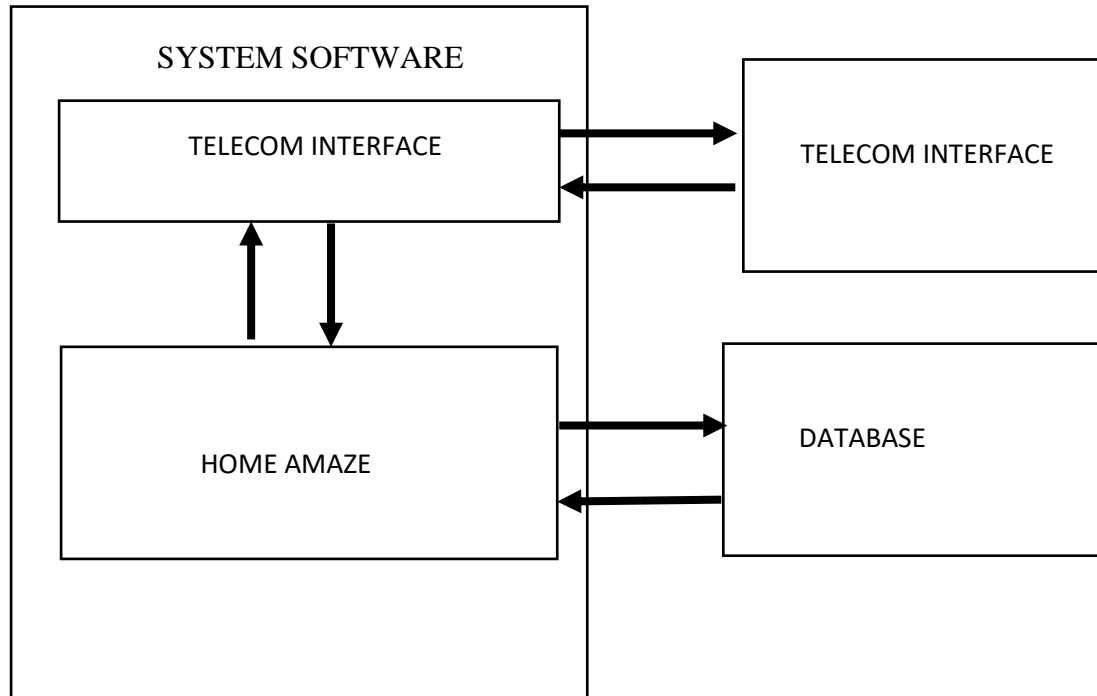 SYSTEM SOFTWARE
TELECOM INTERFACE
TELECOM INTERFACE
HOME AMAZE
DATABASE